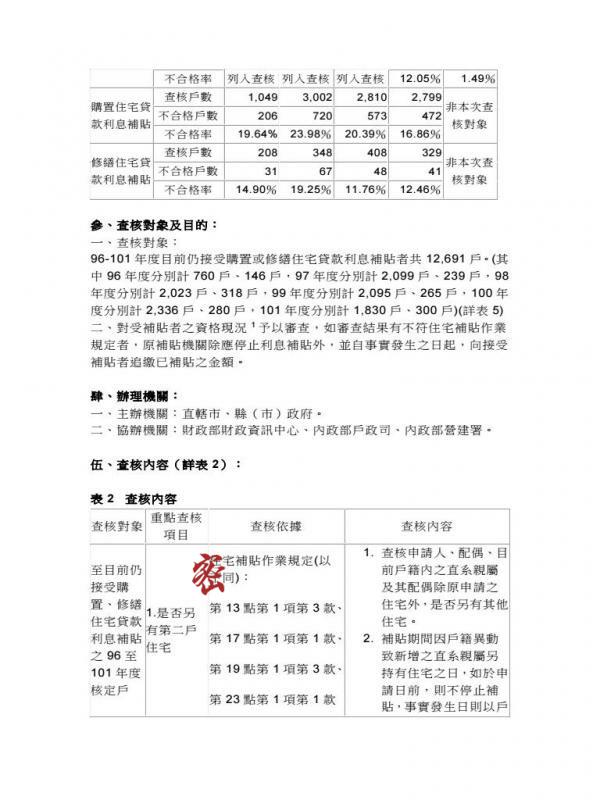 不合格率 列入查核 列入查核 列入查核 12.05% 1.49%
購置住宅貸款利息補貼 查核戶數 1,049 3,002 2,810 2,799 非本次查核對象
不合格戶數 206 720 573 472
不合格率 19.64% 23.98% 20.39% 16.86%
修繕住宅貸款利息補貼 查核戶數 208 348 408 329 非本次查核對象
不合格戶數 31 67 48 41
不合格率 14.90% 19.25% 11.76% 12.46%
參、查核對象及目的：
一、查核對象：
96-101 年度目前仍接受購置或修繕住宅貸款利息補貼者共 12,691 戶。(其
中 96 年度分別計 760 戶、146 戶，97 年度分別計 2,099 戶、239 戶，98
年度分別計 2,023 戶、318 戶，99 年度分別計 2,095 戶、265 戶，100 年
度分別計 2,336 戶、280 戶，101 年度分別計 1,830 戶、300 戶)(詳表 5)
二、對受補貼者之資格現況 1 予以審查，如審查結果有不符住宅補貼作業
規定者，原補貼機關除應停止利息補貼外，並自事實發生之日起，向接受
補貼者追繳已補貼之金額。
肆、辦理機關：
一、主辦機關：直轄市、縣（市）政府。
二、協辦機關：財政部財政資訊中心、內政部戶政司、內政部營建署。
伍、查核內容（詳表 2）：
表 2 查核內容
查核對象 重點查核項目 查核依據 查核內容
至目前仍
接受購
置、修繕
住宅貸款
利息補貼
之 96 至
101 年度
核定戶
1.是否另
有第二戶
住宅
密
宅補貼作業規定(以
同)：
第 13 點第 1 項第 3 款、
第 17 點第 1 項第 1 款、
第 19 點第 1 項第 3 款、
第 23 點第 1 項第 1 款
1. 查核申請人、配偶、目
前戶籍內之直系親屬
及其配偶除原申請之
住宅外，是否另有其他
住宅。
2. 補貼期間因戶籍異動
致新增之直系親屬另
持有住宅之日，如於申
請日前，則不停止補
貼，事實發生日則以戶